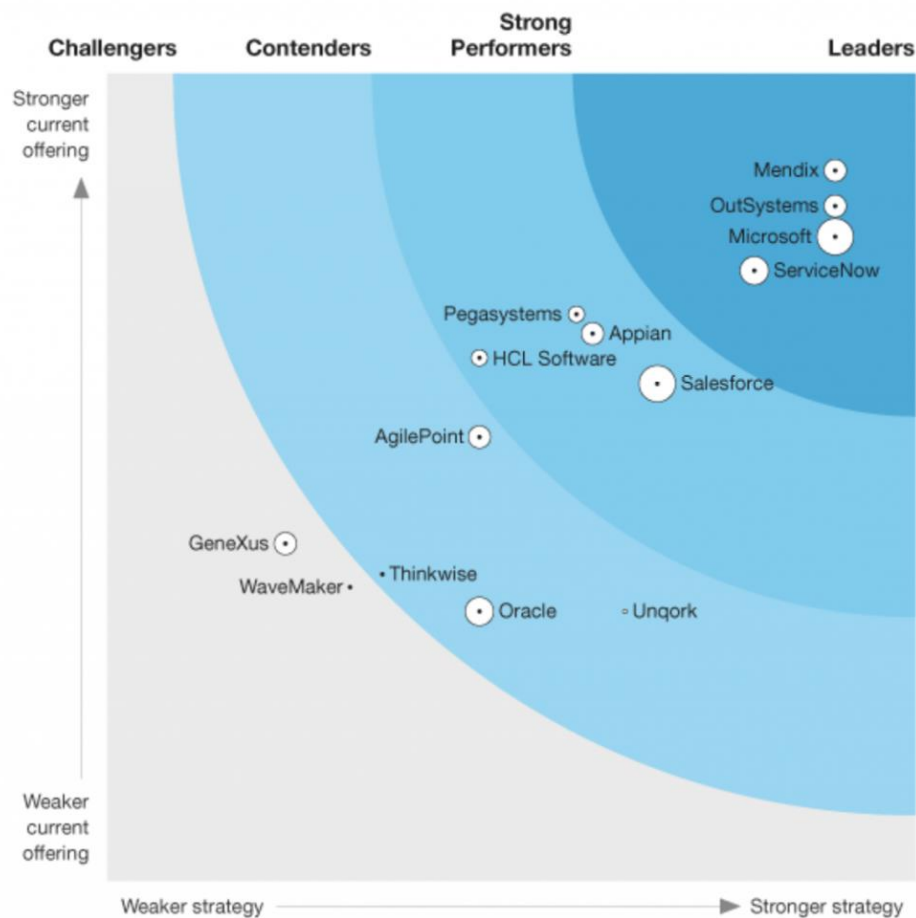 Challengers
Contenders
Strong
Performers
Leaders
Stronger
current
offering
Mendix
OutSystems
Microsoft
ServiceNow
Pegasystems
Appian
HCL Software
Salesforce
AgilePoint
GeneXus
Thinkwise
WaveMaker
Oracle
Unqork
Weaker
current
offering
Weaker strategy
Stronger strategy